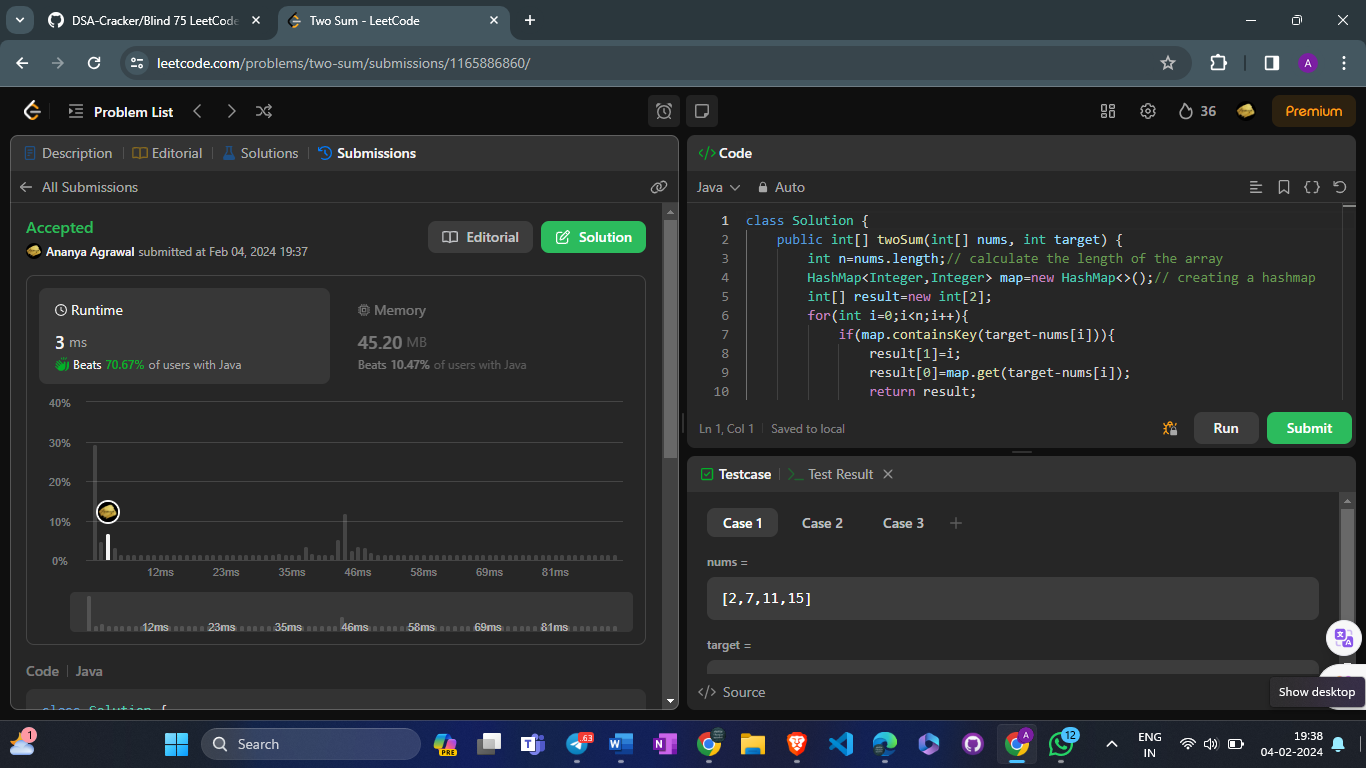 DSA-Cracker/Blind 75 LeetCode
Two Sum - LeetCode
leetcode.com/problems/two-sum/submissions/1165886860/
A
Problem List
36
Premium
Description
Editorial
Solutions
Submissions
All Submissions
Accepted
Ananya Agrawal submitted at Feb 04, 2024 19:37
Editorial
Solution
Runtime
3 ms
Beats 70.67% of users with Java
Memory
45.20 MB
Beats 10.47% of users with Java
40%
30%
20%
10%
0%
12ms 23ms 35ms 46ms 58ms 69ms 81ms
12ms 23ms 35ms 46ms 58ms 69ms 81ms
Code Java
class Solution {
</> Code
Java Auto
1 class Solution {
2 public int[] twoSum(int[] nums, int target) {
3 int n=nums.length;// calculate the length of the array
4 HashMap<Integer,Integer> map=new HashMap<>();// creating a hashmap
5 int[] result=new int[2];
6 for(int i=0;i<n;i++){
7 if(map.containsKey(target-nums[i])){
8 result[1]=i;
9 result[0]=map.get(target-nums[i]);
10 return result;
Ln 1, Col 1 Saved to local
Run
Submit
Testcase
Test Result
Case 1 Case 2 Case 3 +
nums =
[2,7,11,15]
target =
</> Source
Show desktop
1
Search
PRE
63
A
12
ENG
IN
19:38
04-02-2024